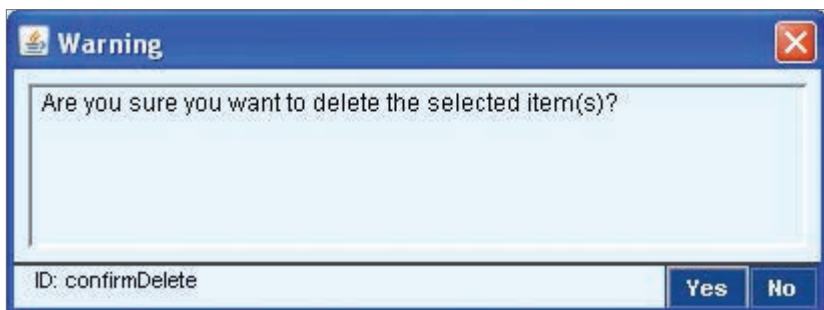 Warning
Are you sure you want to delete the selected item(s)?
ID: confirmDelete
Yes No